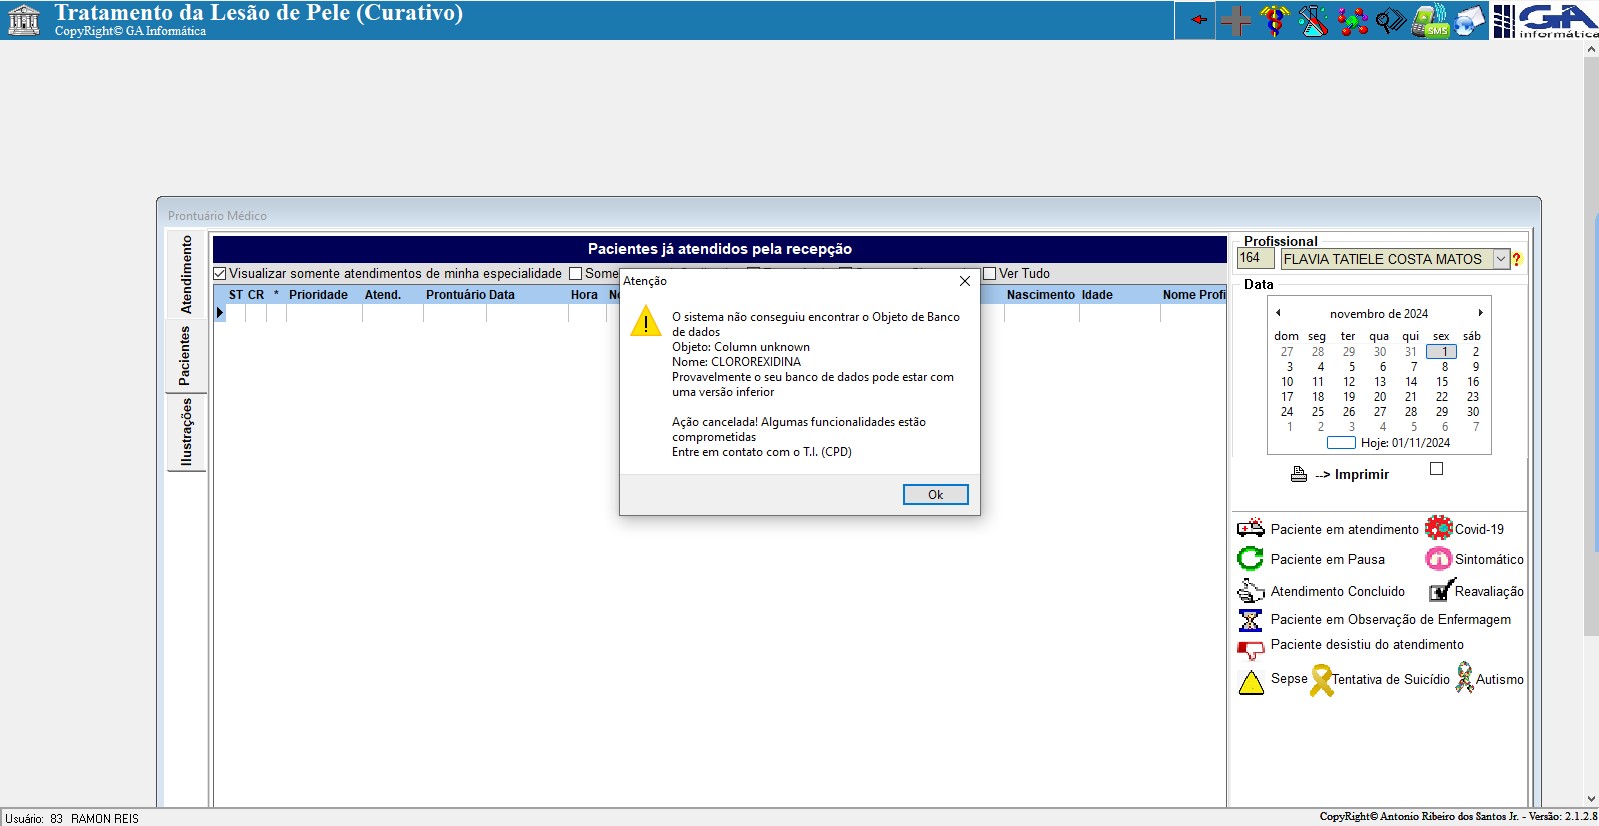 Tratamento da Lesão de Pele (Curativo)
CopyRight© GA Informática
SMS
GA
informática
Prontuário Médico
Atendimento
Pacientes
Ilustrações
Pacientes já atendidos pela recepção
Visualizar somente atendimentos de minha especialidade
Some
Ver Tudo
ST CR * Prioridade Atend. Prontuário Data Hora Nascimento Idade Nome Profi
Atenção
O sistema não conseguiu encontrar o Objeto de Banco
de dados
Objeto: Column unknown
Nome: CLOROREXIDINA
Provavelmente o seu banco de dados pode estar com
uma versão inferior
Ação cancelada! Algumas funcionalidades estão
comprometidas
Entre em contato com o T.I. (CPD)
Ok
Profissional
164 FLAVIA TATIELE COSTA MATOS ?
Data
novembro de 2024
dom seg ter qua qui sex sáb
27 28 29 30 31 1 2
3 4 5 6 7 8 9
10 11 12 13 14 15 16
17 18 19 20 21 22 23
24 25 26 27 28 29 30
1 2 3 4 5 6 7
Hoje: 01/11/2024
--> Imprimir
Paciente em atendimento Covid-19
Paciente em Pausa Sintomático
Atendimento Concluido Reavaliação
Paciente em Observação de Enfermagem
Paciente desistiu do atendimento
Sepse Tentativa de Suicídio Autismo
Usuário: 83 RAMON REIS
CopyRight© Antonio Ribeiro dos Santos Jr. - Versão: 2.1.2.8